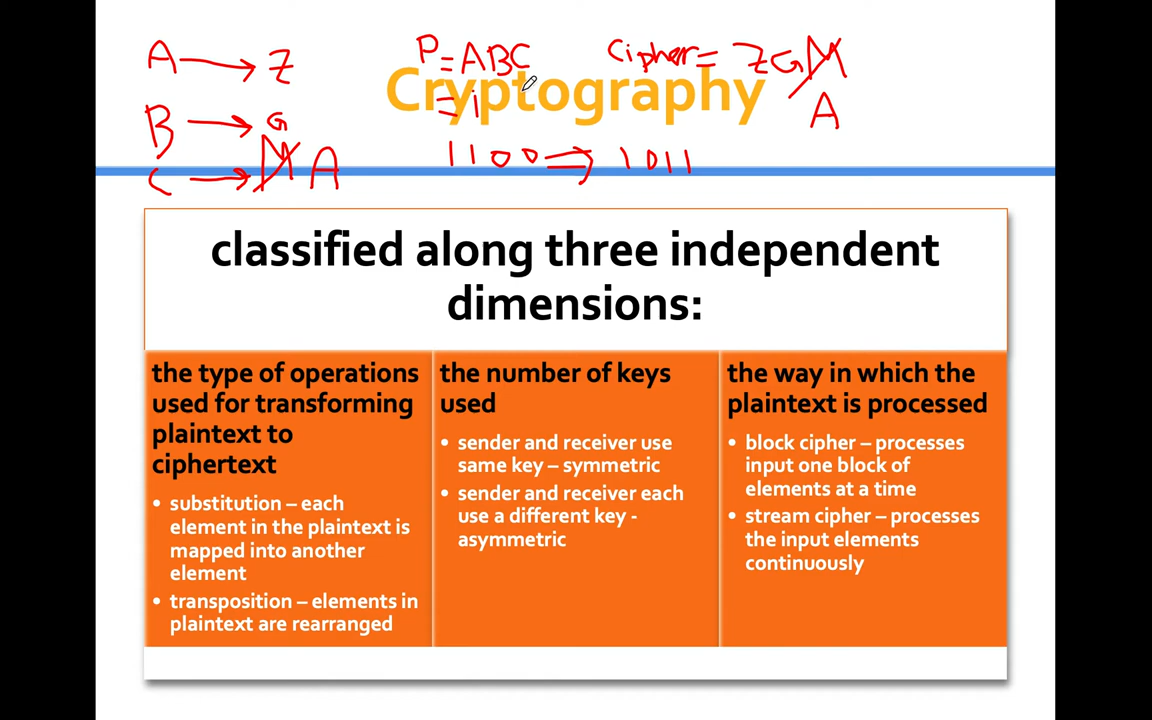 A → Z
P = ABC
Cipher = ZGM
A
B → G
= i
C → M A
1100 ⇒ 1011
Cryptography
classified along three independent
dimensions:
the type of operations
used for transforming
plaintext to
ciphertext
• substitution – each
element in the plaintext is
mapped into another
element
• transposition – elements in
plaintext are rearranged
the number of keys
used
• sender and receiver use
same key – symmetric
• sender and receiver each
use a different key -
asymmetric
the way in which the
plaintext is processed
• block cipher – processes
input one block of
elements at a time
• stream cipher – processes
the input elements
continuously